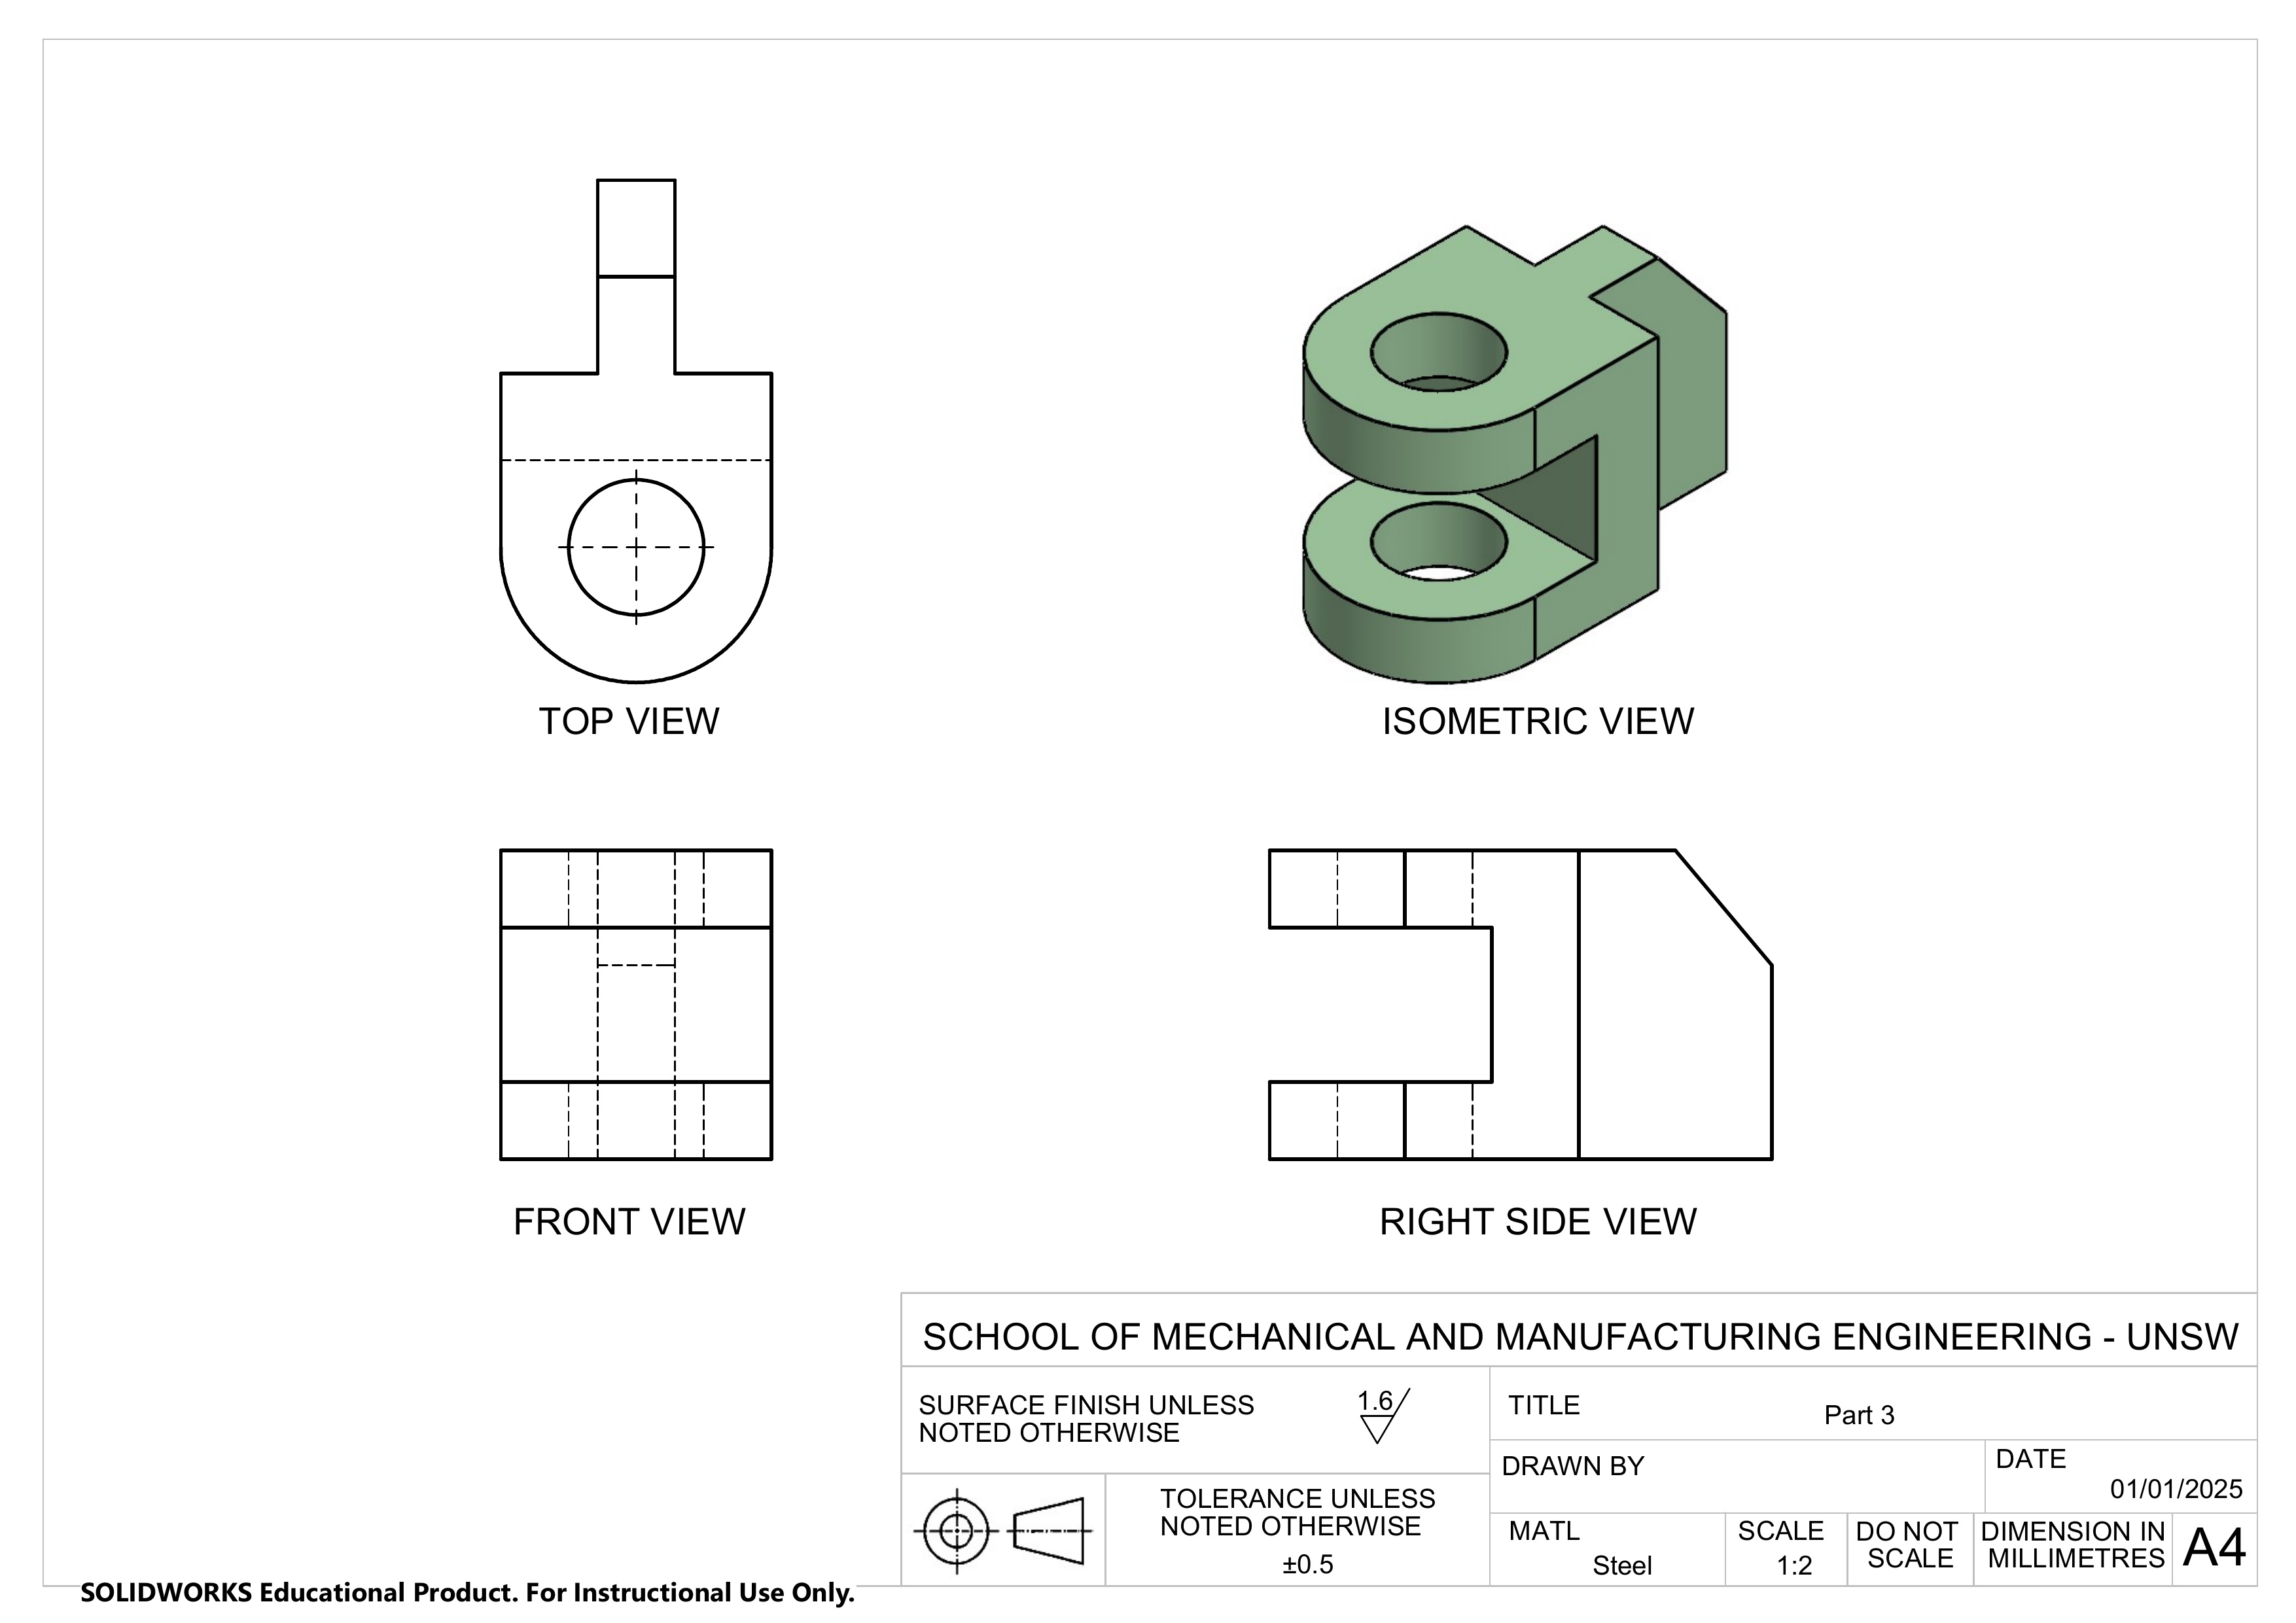 TOP VIEW
ISOMETRIC VIEW
FRONT VIEW
RIGHT SIDE VIEW
SCHOOL OF MECHANICAL AND MANUFACTURING ENGINEERING - UNSW
SURFACE FINISH UNLESS
NOTED OTHERWISE
1.6
TITLE
Part 3
DRAWN BY
DATE
01/01/2025
TOLERANCE UNLESS
NOTED OTHERWISE
±0.5
MATL
Steel
SCALE
1:2
DO NOT
SCALE
DIMENSION IN
MILLIMETRES
A4
SOLIDWORKS Educational Product. For Instructional Use Only.